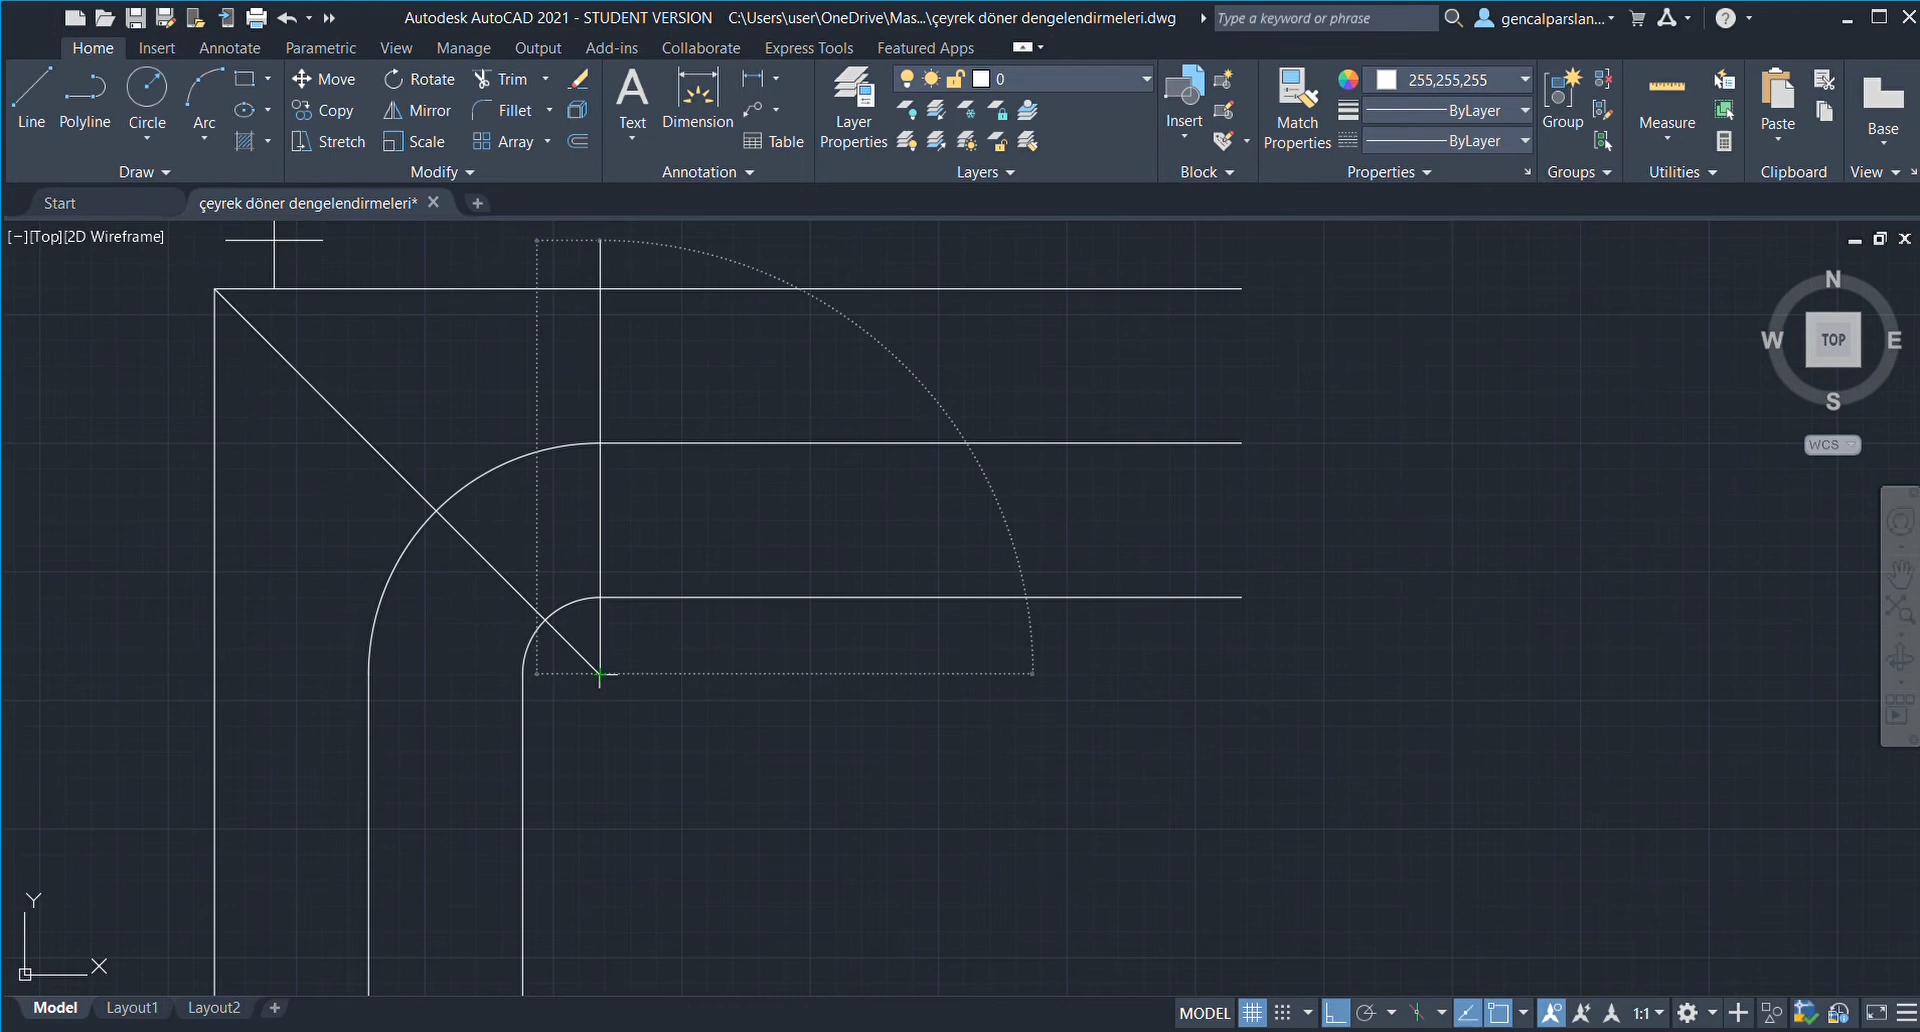 Autodesk AutoCAD 2021 - STUDENT VERSION C:\Users\user\OneDrive\Mas...\çeyrek döner dengelendirmeleri.dwg Type a keyword or phrase gencalparslan...
Home Insert Annotate Parametric View Manage Output Add-ins Collaborate Express Tools Featured Apps
Line Polyline Circle Arc
Move Rotate Trim
Copy Mirror Fillet
Stretch Scale Array
Text Dimension Table
Layer Properties
0
Insert
Match Properties
255,255,255
ByLayer
ByLayer
Group
Measure
Paste
Base
Draw Modify Annotation Layers Block Properties Groups Utilities Clipboard View
Start çeyrek döner dengelendirmeleri*
[−][Top][2D Wireframe]
N
W TOP E
S
WCS
Y
X
Model Layout1 Layout2
MODEL 1:1